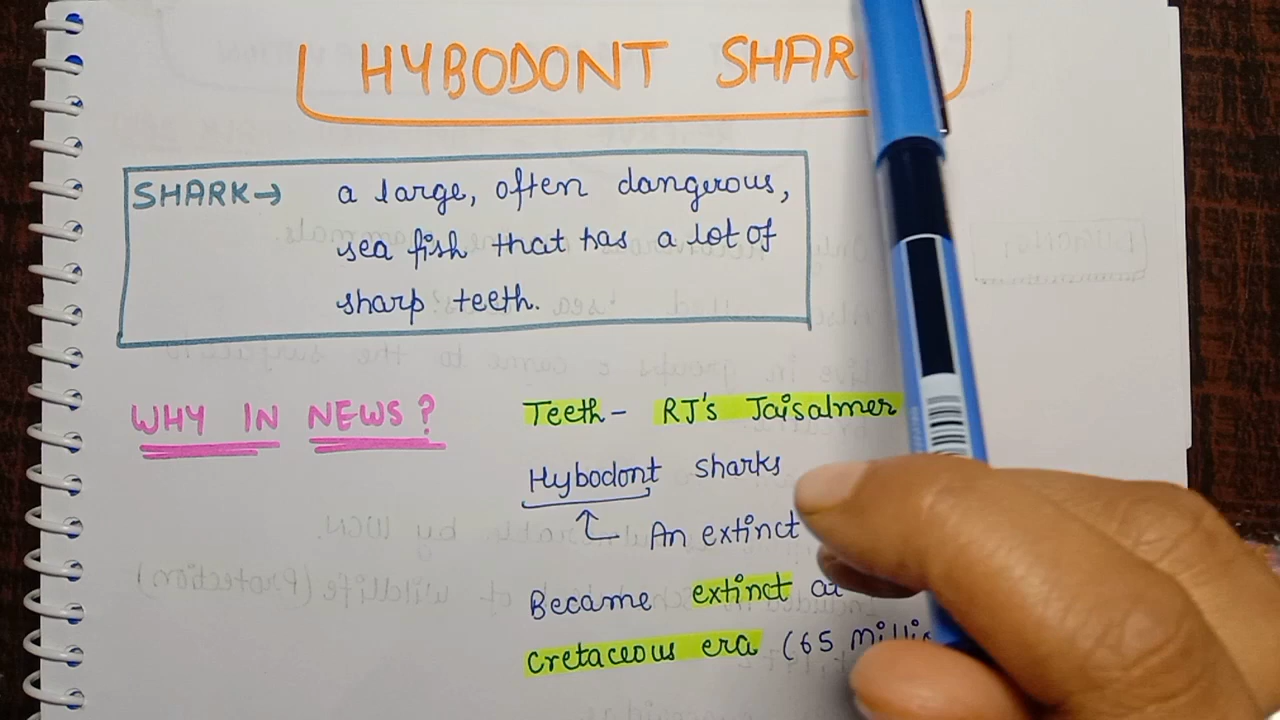 HYBODONT SHAR
SHARK→ a large, often dangerous,
sea fish that has a lot of
sharp teeth.
WHY IN NEWS?
Teeth - RJ's Jaisalmer
Hybodont sharks
An extinct
Became extinct at
cretaceous era (65 milli